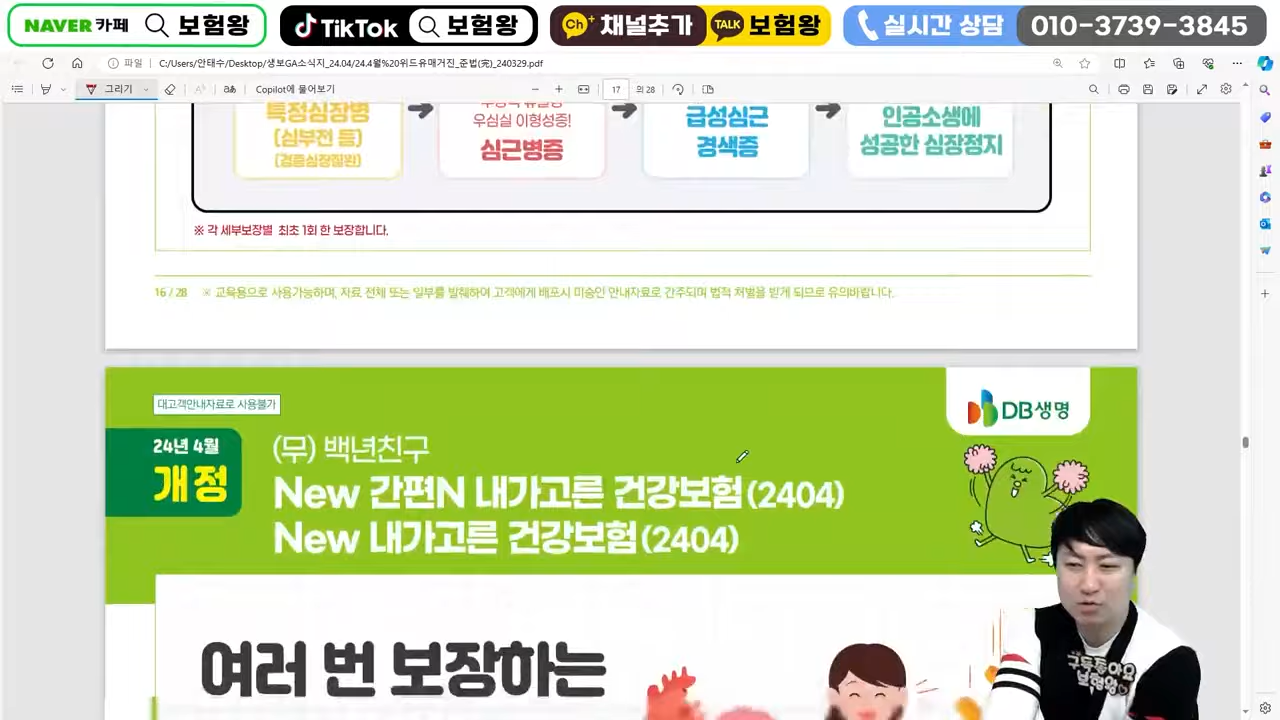 NAVER 카페 보험왕
TikTok 보험왕
Ch+ 채널추가 TALK 보험왕
실시간 상담 010-3739-3845
파일 C:/Users/안태수/Desktop/생보GA소식지_24.04/24.4월%20위드유매거진_준법(完)_240329.pdf
그리기 Copilot에 물어보기 17 의 28
특정심장병
(심부전 등)
(검증심장질환)
우심실 이형성증!
심근병증
급성심근
경색증
인공소생에
성공한 심장정지
※ 각 세부보장별 최초 1회 한 보장합니다.
16 / 28 ※ 교육용으로 사용가능하며, 자료 전체 또는 일부를 발췌하여 고객에게 배포시 미승인 안내자료로 간주되며 법적 처벌을 받게 되므로 유의바랍니다.
대고객안내자료로 사용불가
DB생명
24년 4월
개정
(무) 백년친구
New 간편N 내가고른 건강보험(2404)
New 내가고른 건강보험(2404)
여러 번 보장하는
구독좋아요
보험왕